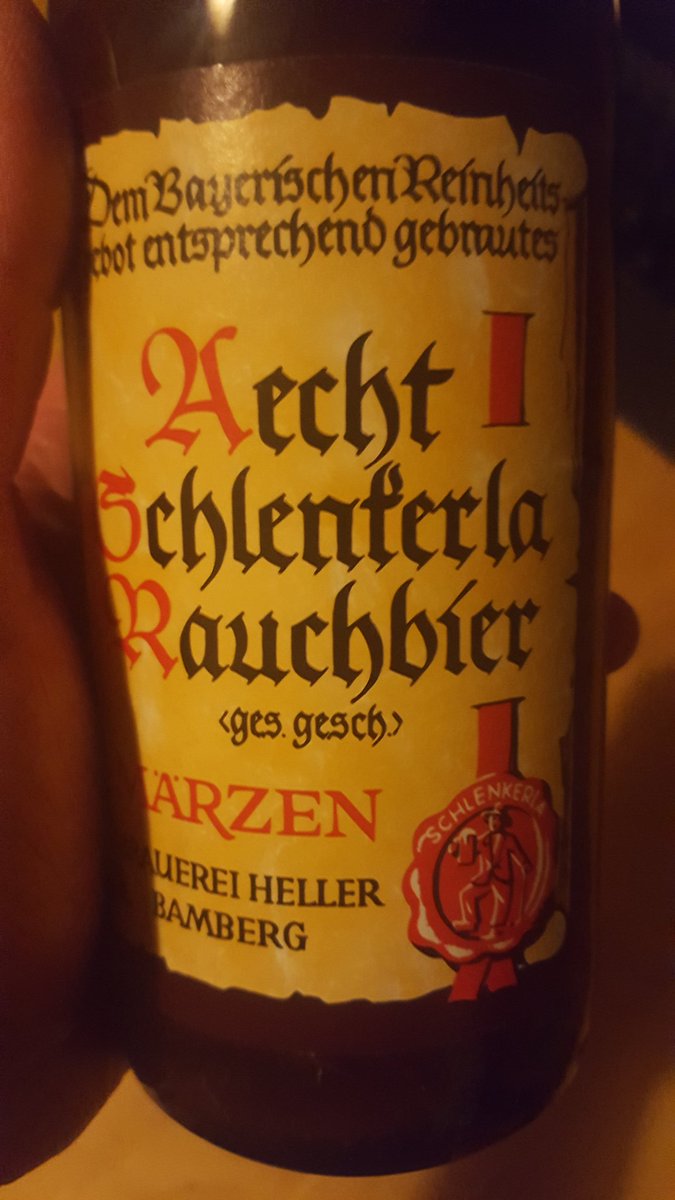 Dem Bayerischen Reinheits-
ebot entsprechend gebrautes
Aecht
Schlenkerla
Rauchbier
<ges. gesch.>
ÄRZEN
AUEREI HELLER
BAMBERG
SCHLENKERLA